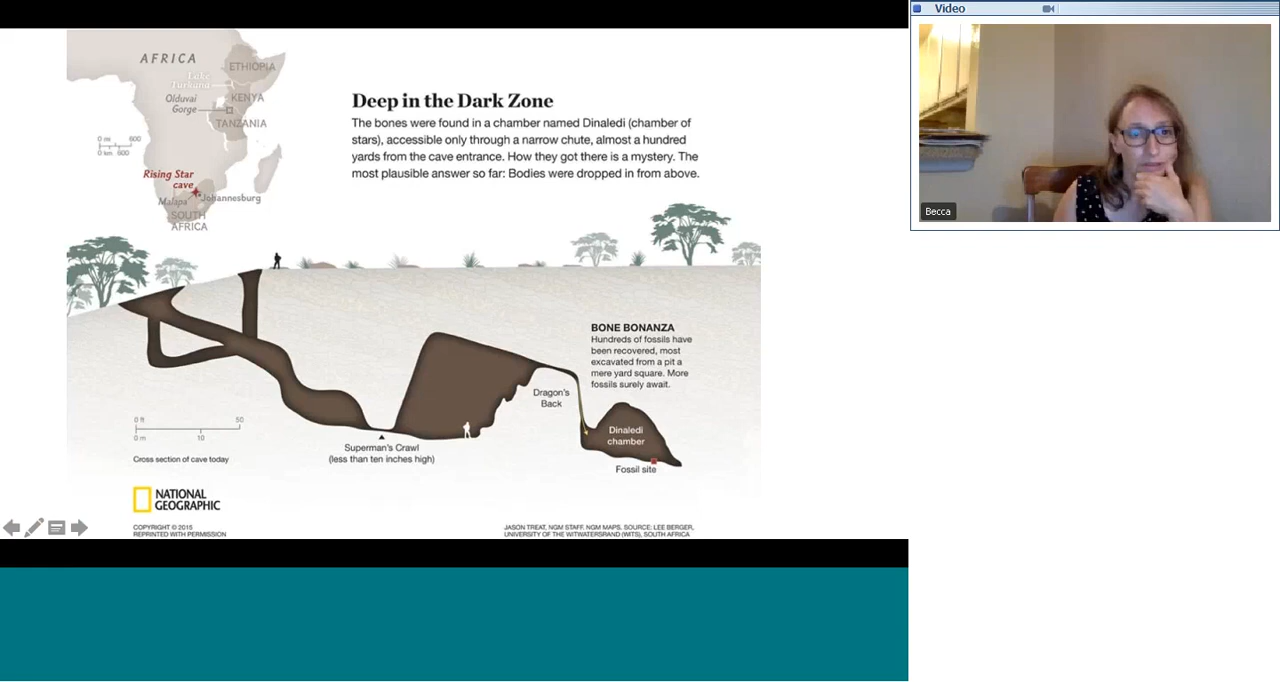 Video
AFRICA
ETHIOPIA
Lake
Turkana
KENYA
Olduvai
Gorge
TANZANIA
0 mi 600
0 km 600
Rising Star
cave
Malapa
Johannesburg
SOUTH
AFRICA
Deep in the Dark Zone
The bones were found in a chamber named Dinaledi (chamber of
stars), accessible only through a narrow chute, almost a hundred
yards from the cave entrance. How they got there is a mystery. The
most plausible answer so far: Bodies were dropped in from above.
Becca
BONE BONANZA
Hundreds of fossils have
been recovered, most
excavated from a pit a
mere yard square. More
fossils surely await.
Dragon's
Back
Dinaledi
chamber
Fossil site
Superman's Crawl
(less than ten inches high)
0 ft 50
0 m 10
Cross section of cave today
NATIONAL
GEOGRAPHIC
COPYRIGHT © 2015
REPRINTED WITH PERMISSION
JASON TREAT, NGM STAFF. NGM MAPS. SOURCE: LEE BERGER,
UNIVERSITY OF THE WITWATERSRAND (WITS), SOUTH AFRICA